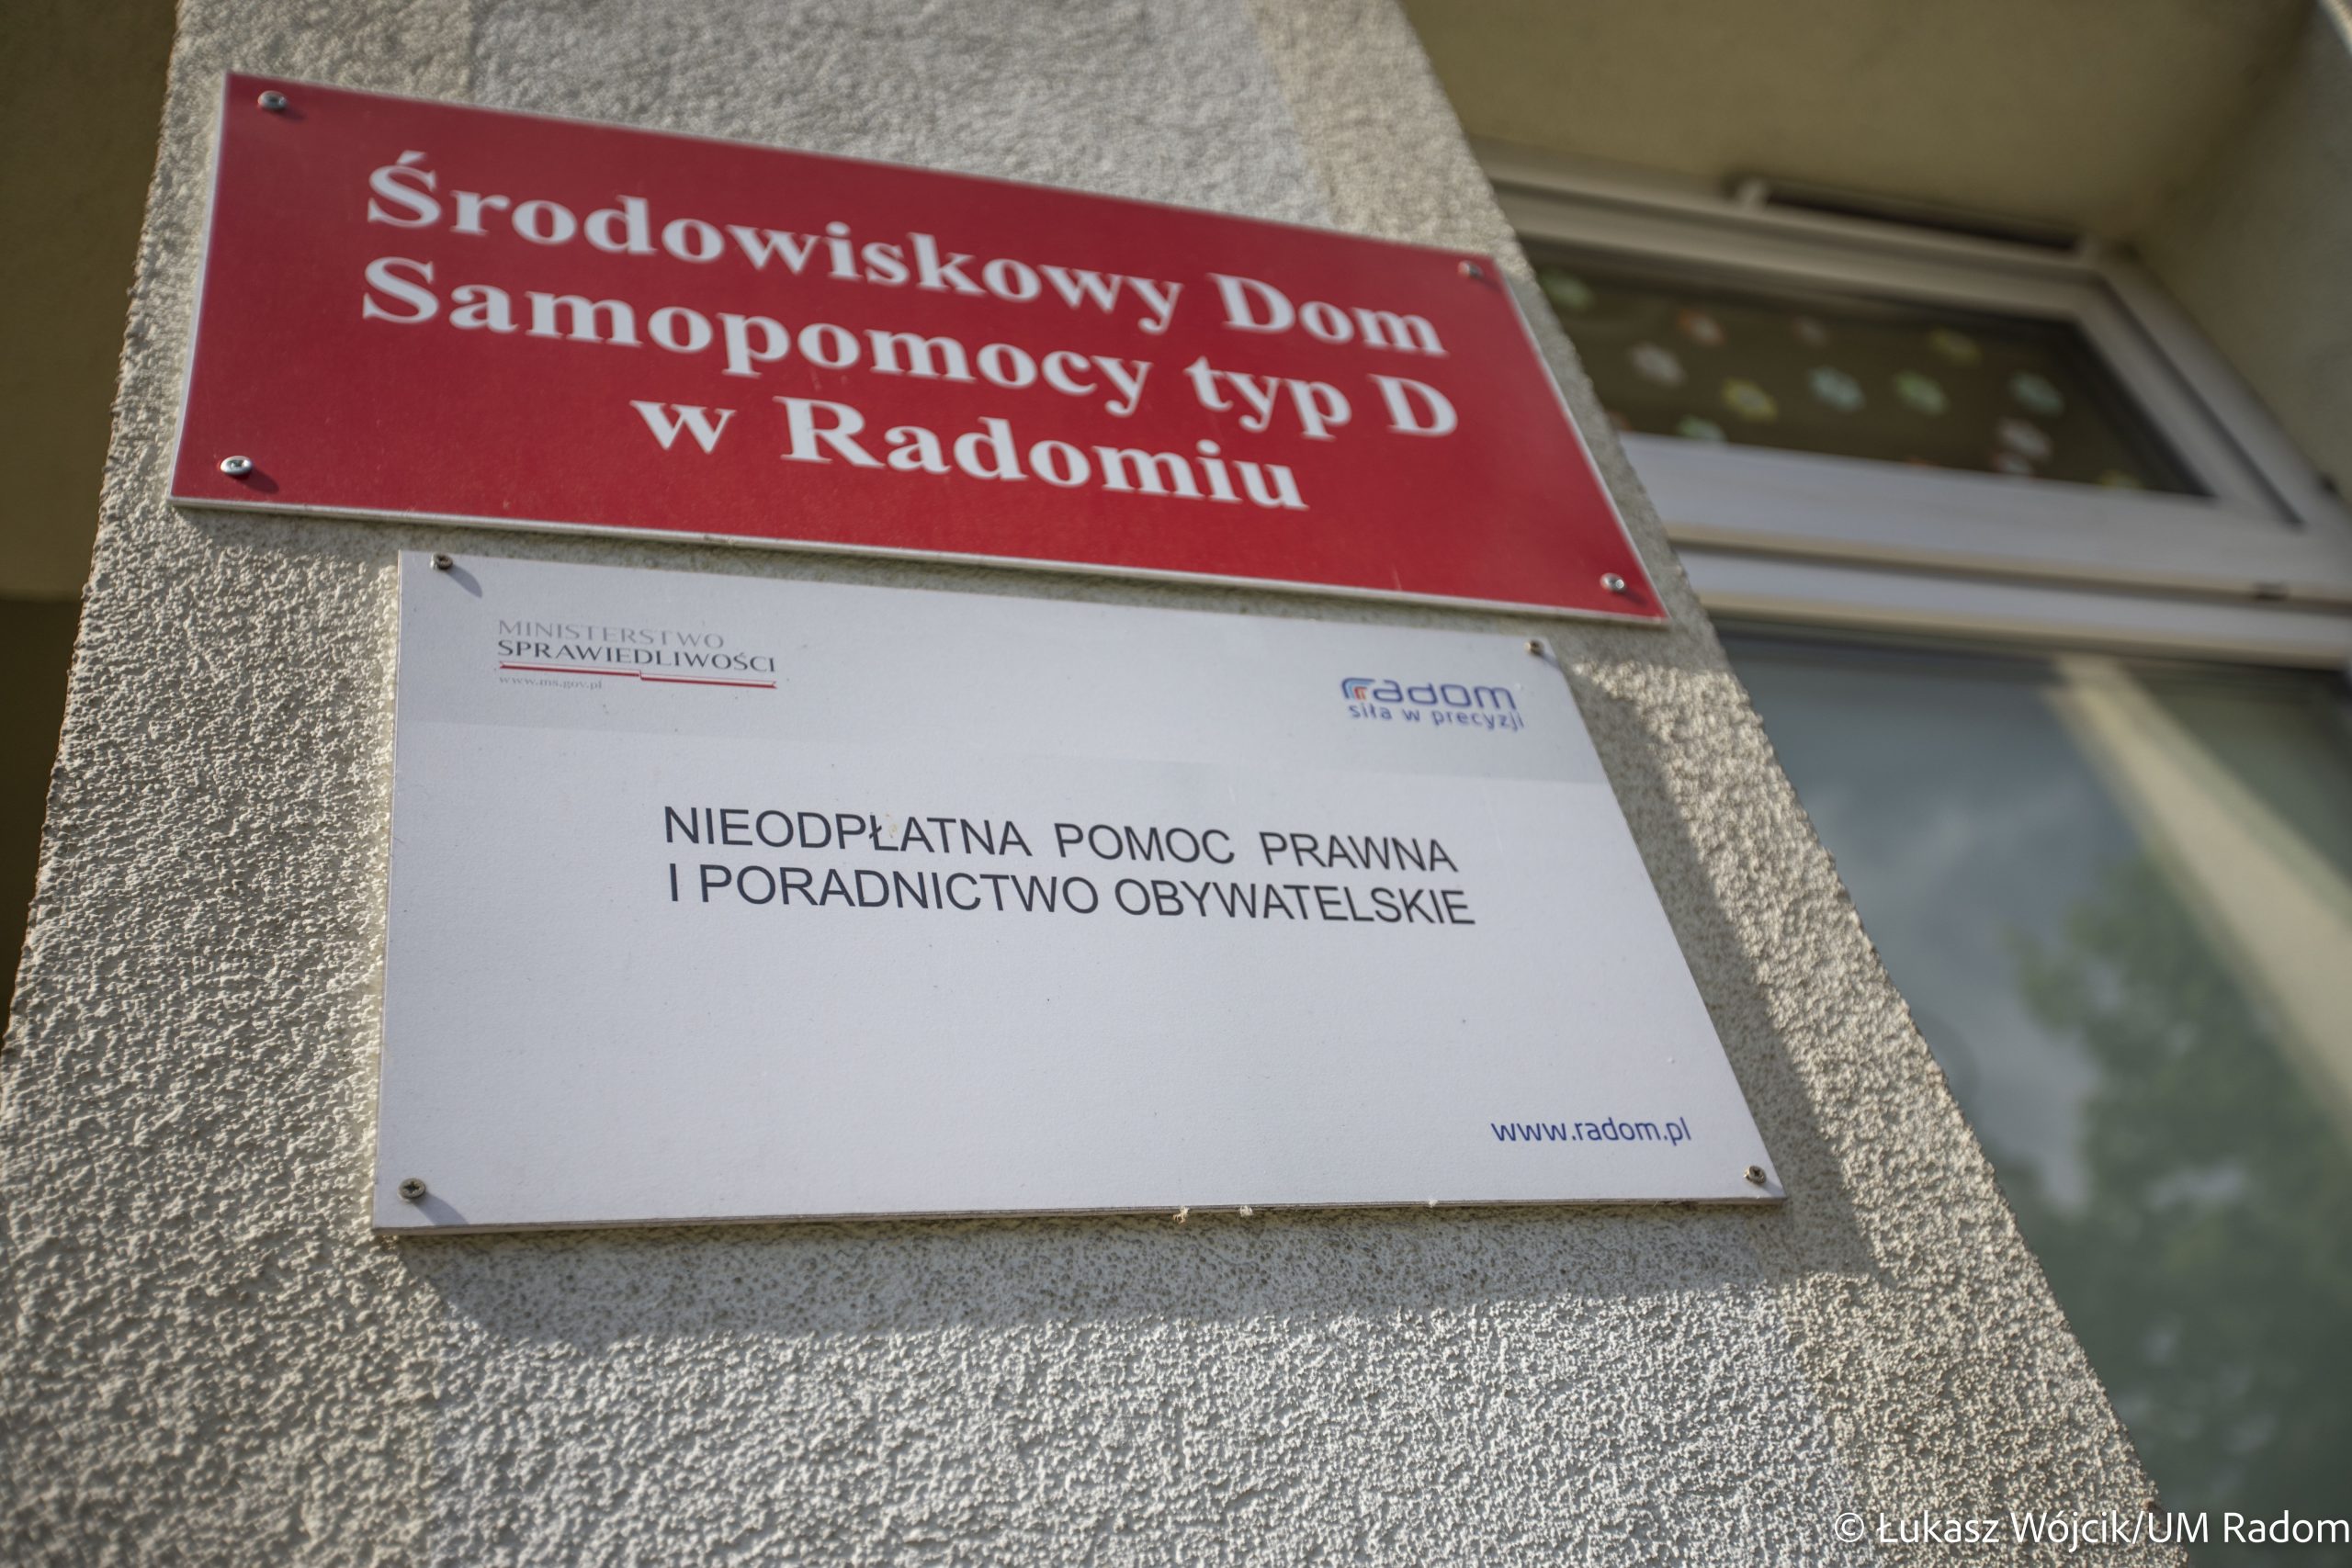 Środowiskowy Dom
Samopomocy typ D
w Radomiu
MINISTERSTWO
SPRAWIEDLIWOŚCI
www.ms.gov.pl
radom
siła w precyzji
NIEODPŁATNA POMOC PRAWNA
I PORADNICTWO OBYWATELSKIE
www.radom.pl
© Łukasz Wójcik/UM Radom